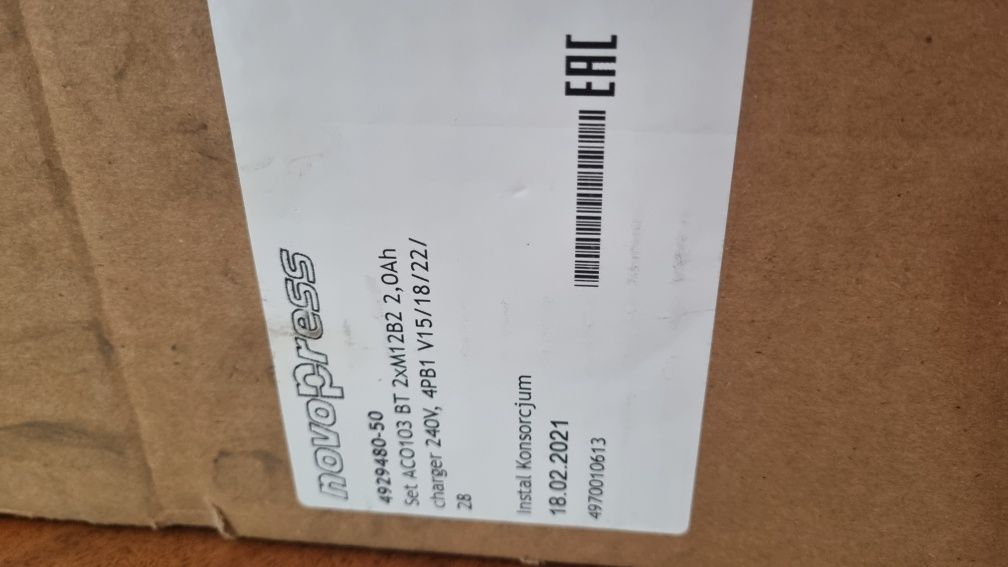 novopress
4929480-50
Set ACO103 BT 2xM12B2 2,0Ah
charger 240V, 4PB1 V15/18/22/
28
Instal Konsorcjum
18.02.2021
4970010613
EAC